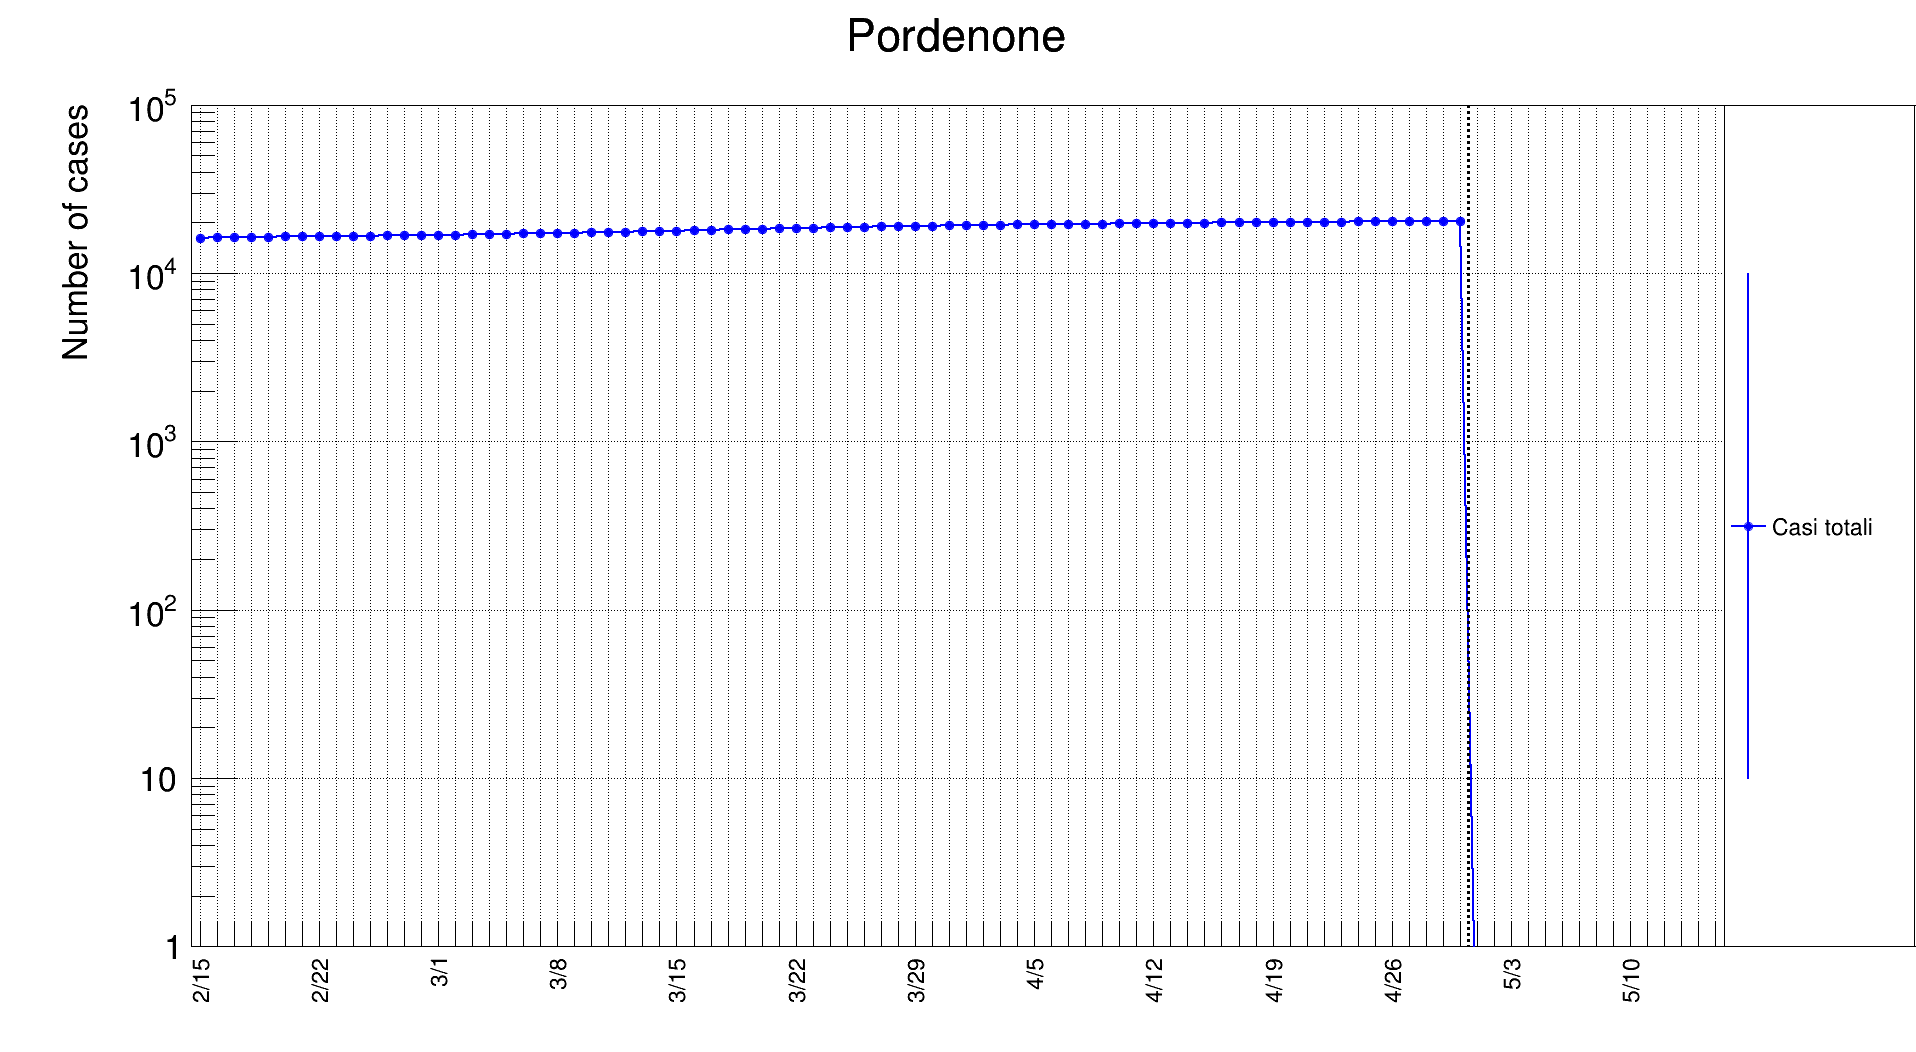 Pordenone
Number of cases
10^5
10^4
10^3
10^2
10
1
2/15 2/22 3/1 3/8 3/15 3/22 3/29 4/5 4/12 4/19 4/26 5/3 5/10
Casi totali